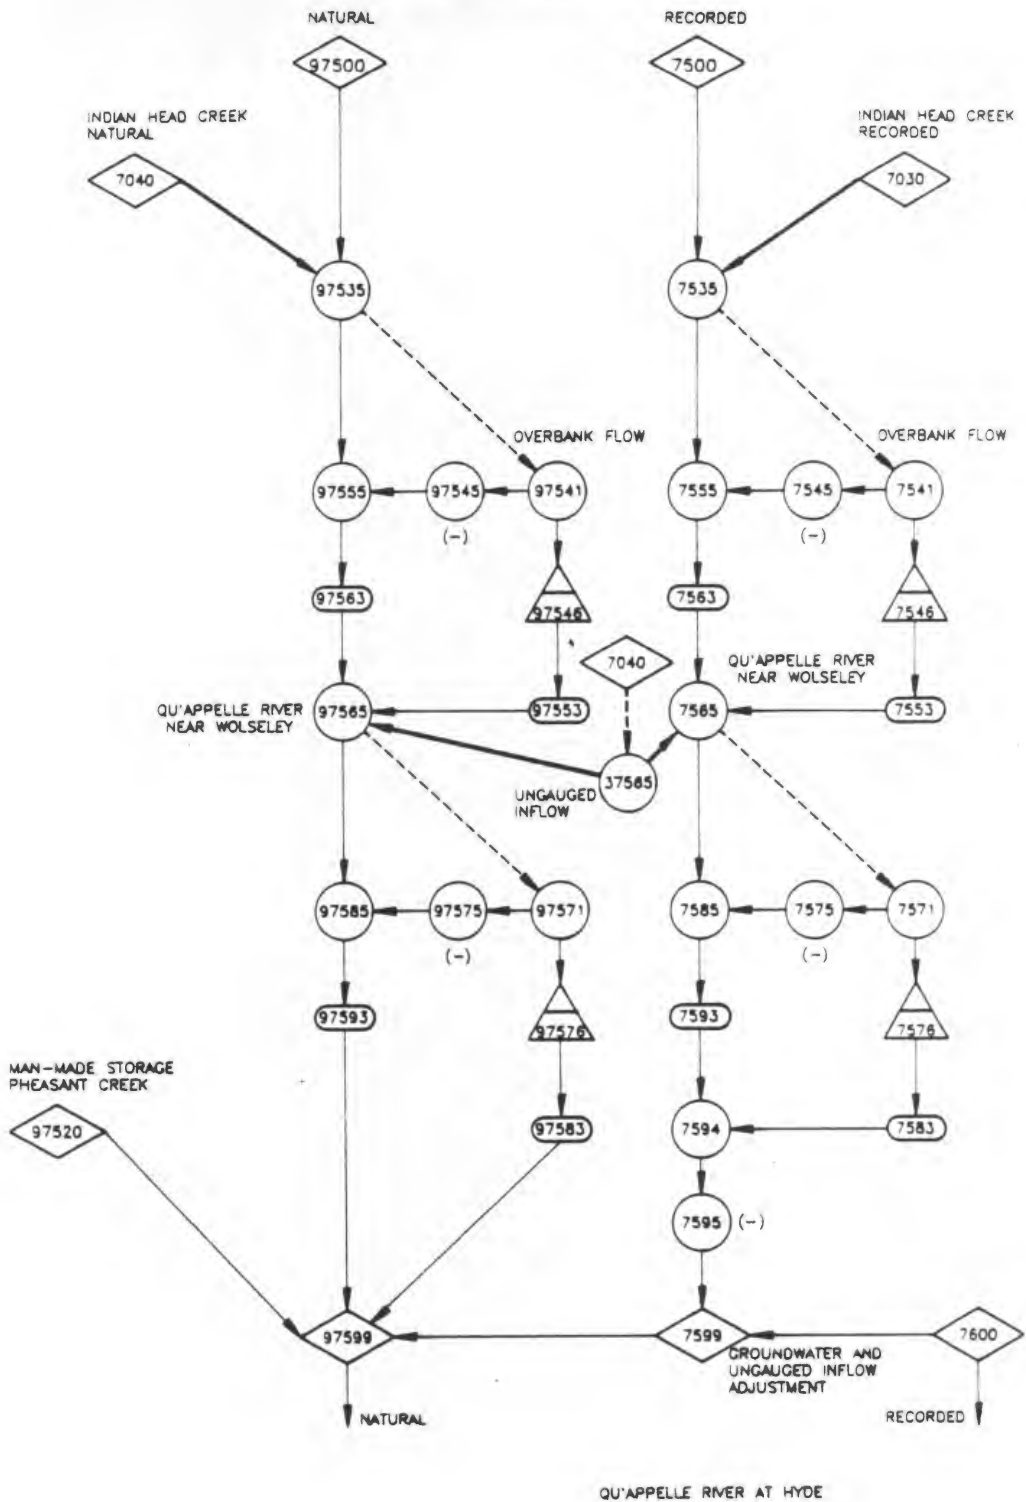 NATURAL
RECORDED
97500
7500
INDIAN HEAD CREEK
NATURAL
INDIAN HEAD CREEK
RECORDED
7040
7030
97535
7535
OVERBANK FLOW
OVERBANK FLOW
97555
97545
97541
7555
7545
7541
(-)
(-)
97563
97546
7563
7546
7040
QU'APPELLE RIVER
NEAR WOLSELEY
QU'APPELLE RIVER
NEAR WOLSELEY
97565
97553
7565
7553
37565
UNGAUGED
INFLOW
97585
97575
97571
7585
7575
7571
(-)
(-)
97593
97576
7593
7576
MAN-MADE STORAGE
PHEASANT CREEK
97520
97583
7594
7583
7595
(-)
97599
7599
7600
GROUNDWATER AND
UNGAUGED INFLOW
ADJUSTMENT
NATURAL
RECORDED
QU'APPELLE RIVER AT HYDE